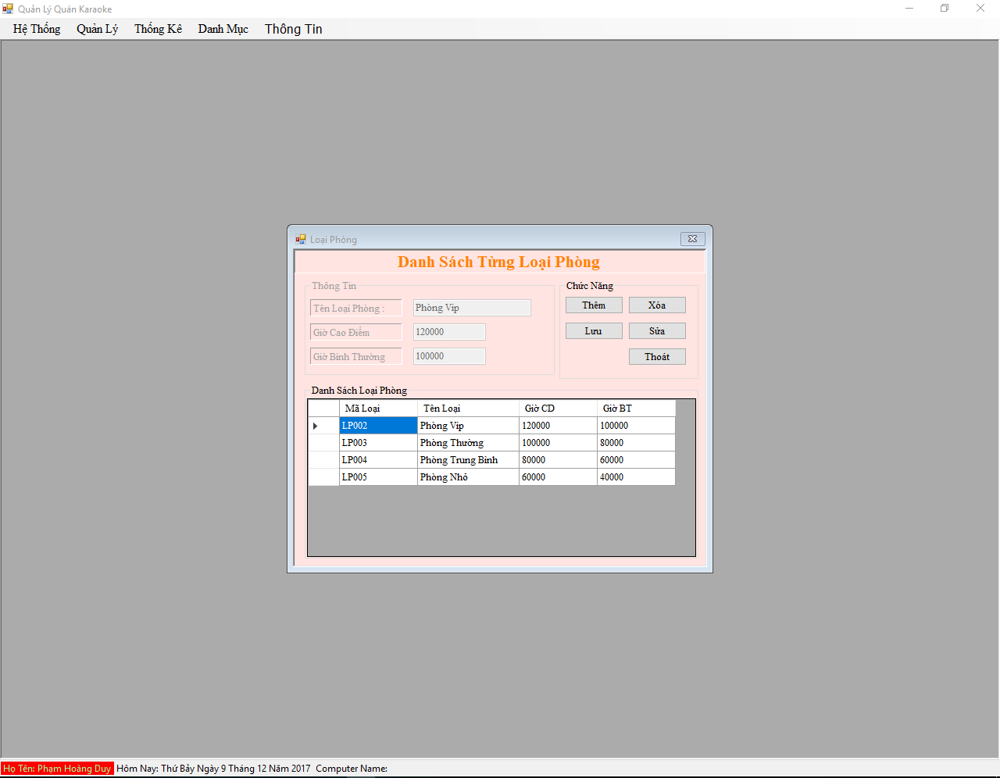 Quản Lý Quán Karaoke
Hệ Thống Quản Lý Thống Kê Danh Mục Thông Tin
Loại Phòng
Danh Sách Từng Loại Phòng
Thông Tin
Tên Loại Phòng : Phòng Vip
Giờ Cao Điểm 120000
Giờ Bình Thường 100000
Chức Năng
Thêm Xóa
Lưu Sửa
Thoát
Danh Sách Loại Phòng
Mã Loại Tên Loại Giờ CD Giờ BT
LP002 Phòng Vip 120000 100000
LP003 Phòng Thường 100000 80000
LP004 Phòng Trung Bình 80000 60000
LP005 Phòng Nhỏ 60000 40000
Họ Tên: Phạm Hoàng Duy Hôm Nay: Thứ Bẩy Ngày 9 Tháng 12 Năm 2017 Computer Name: